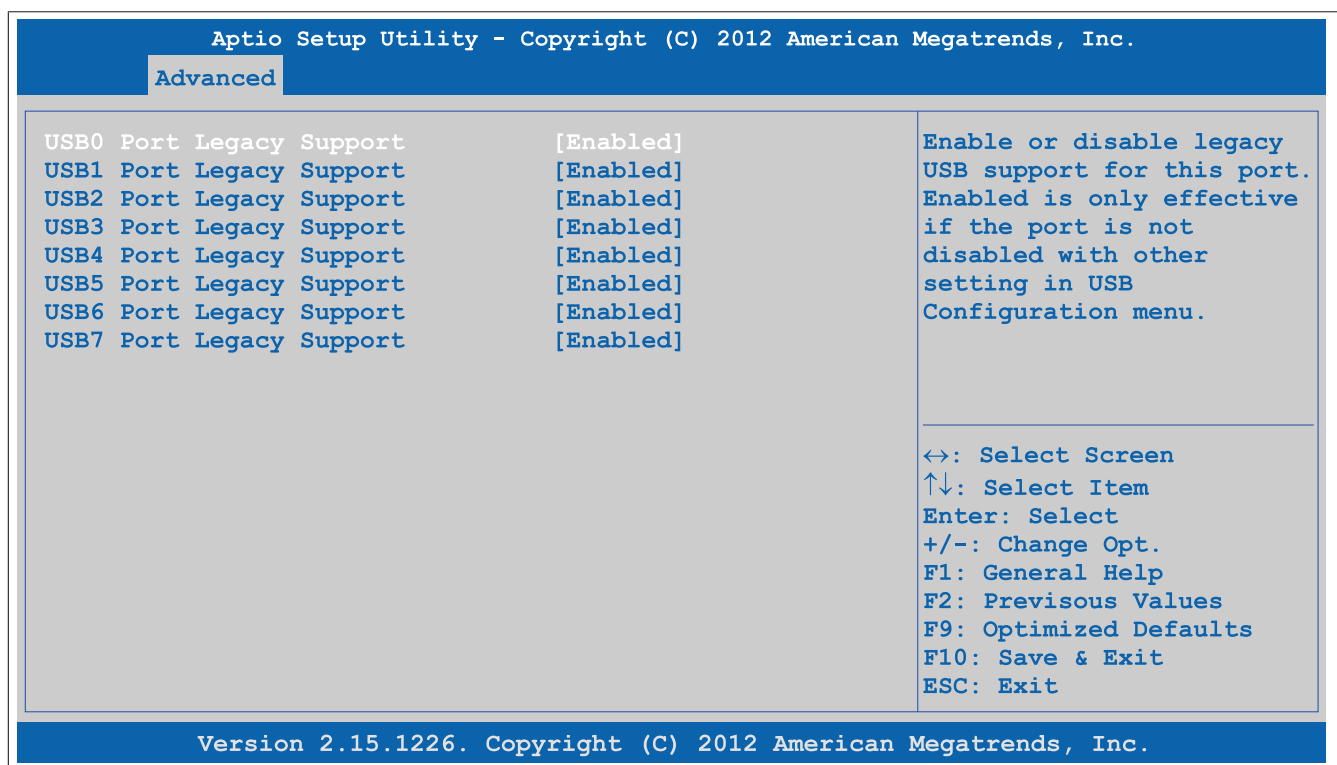 Aptio Setup Utility - Copyright (C) 2012 American Megatrends, Inc.
Advanced
USB0 Port Legacy Support [Enabled]
USB1 Port Legacy Support [Enabled]
USB2 Port Legacy Support [Enabled]
USB3 Port Legacy Support [Enabled]
USB4 Port Legacy Support [Enabled]
USB5 Port Legacy Support [Enabled]
USB6 Port Legacy Support [Enabled]
USB7 Port Legacy Support [Enabled]
Enable or disable legacy
USB support for this port.
Enabled is only effective
if the port is not
disabled with other
setting in USB
Configuration menu.
↔: Select Screen
↑↓: Select Item
Enter: Select
+/-: Change Opt.
F1: General Help
F2: Previsous Values
F9: Optimized Defaults
F10: Save & Exit
ESC: Exit
Version 2.15.1226. Copyright (C) 2012 American Megatrends, Inc.